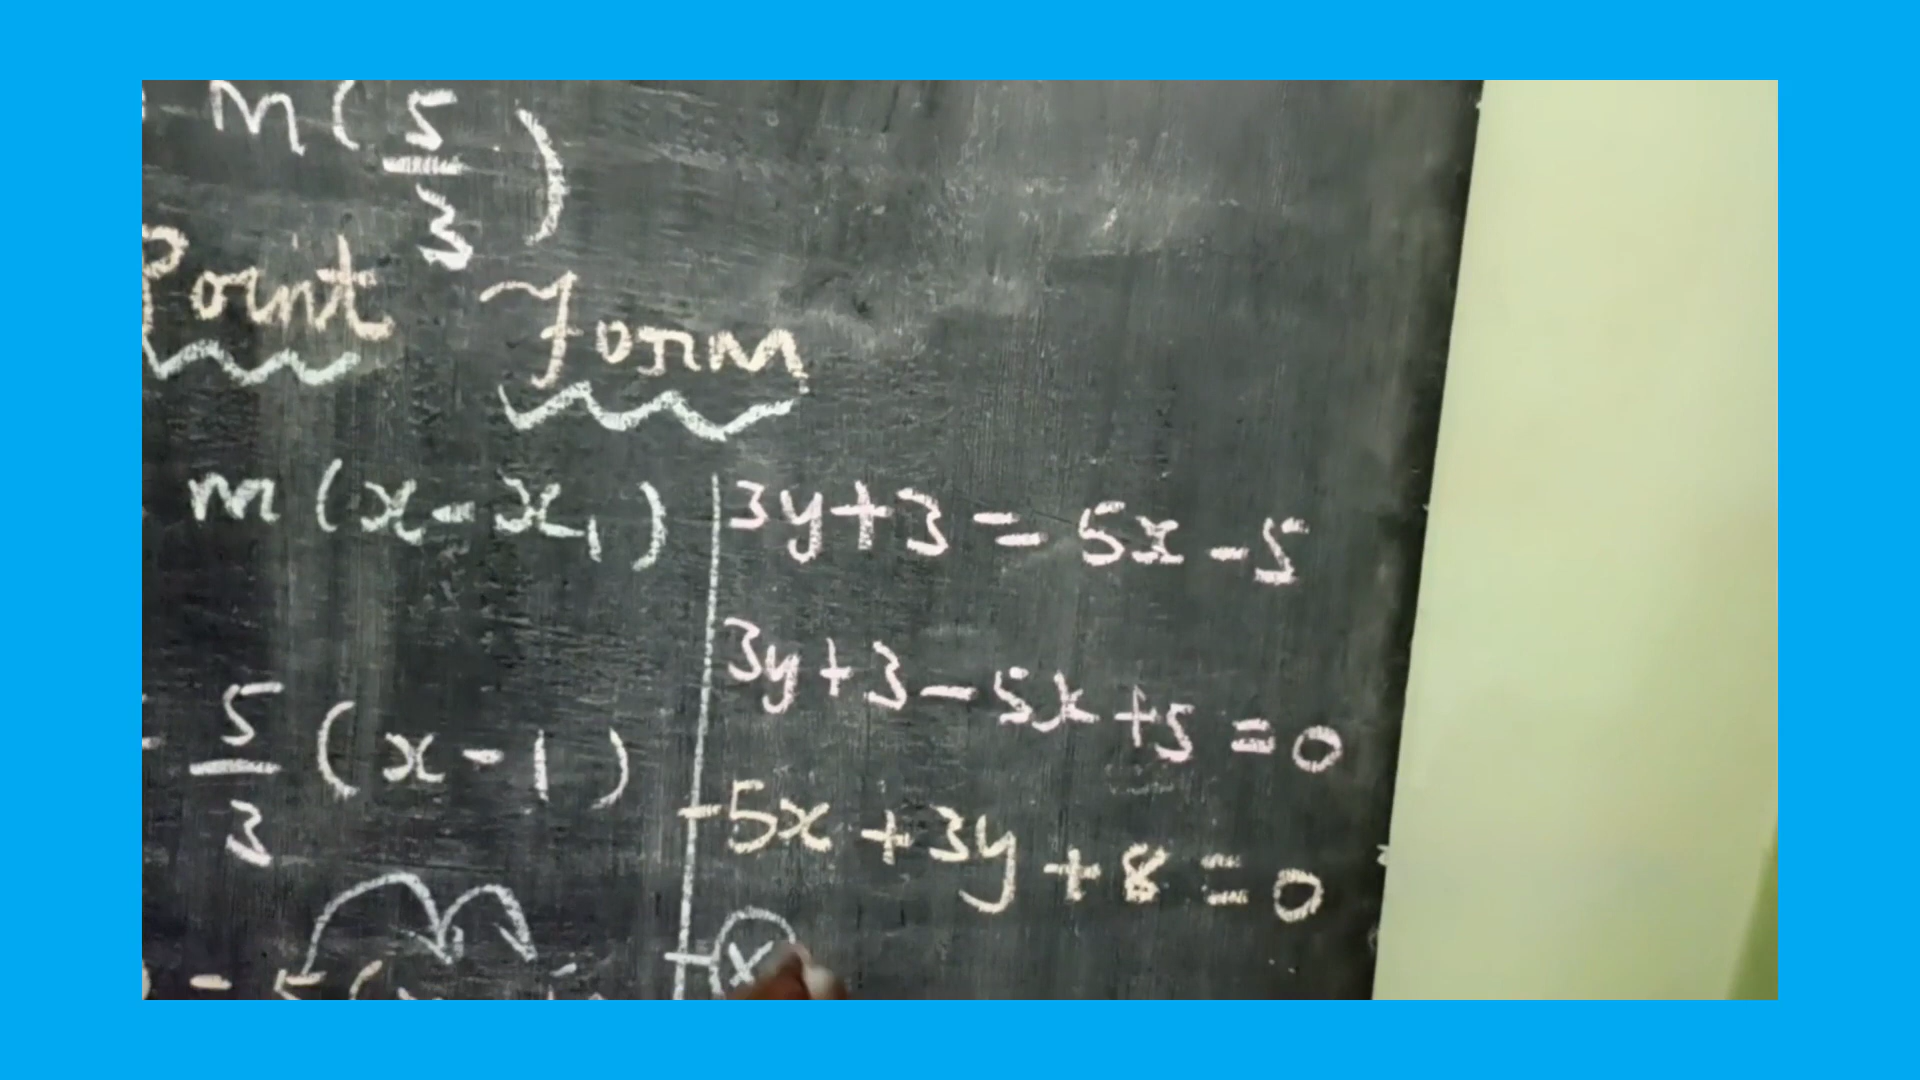 m(5/3)
Point Form
m(x-x₁)
= 5/3 (x-1)
3y+3=5x-5
3y+3-5x+5=0
-5x+3y+8=0